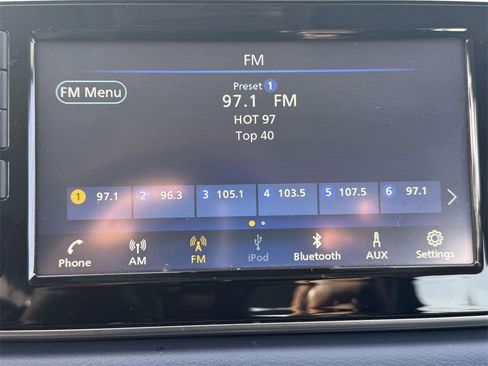 FM
FM Menu
Preset 1
97.1 FM
HOT 97
Top 40
1 97.1 2 96.3 3 105.1 4 103.5 5 107.5 6 97.1
Phone AM FM iPod Bluetooth AUX Settings